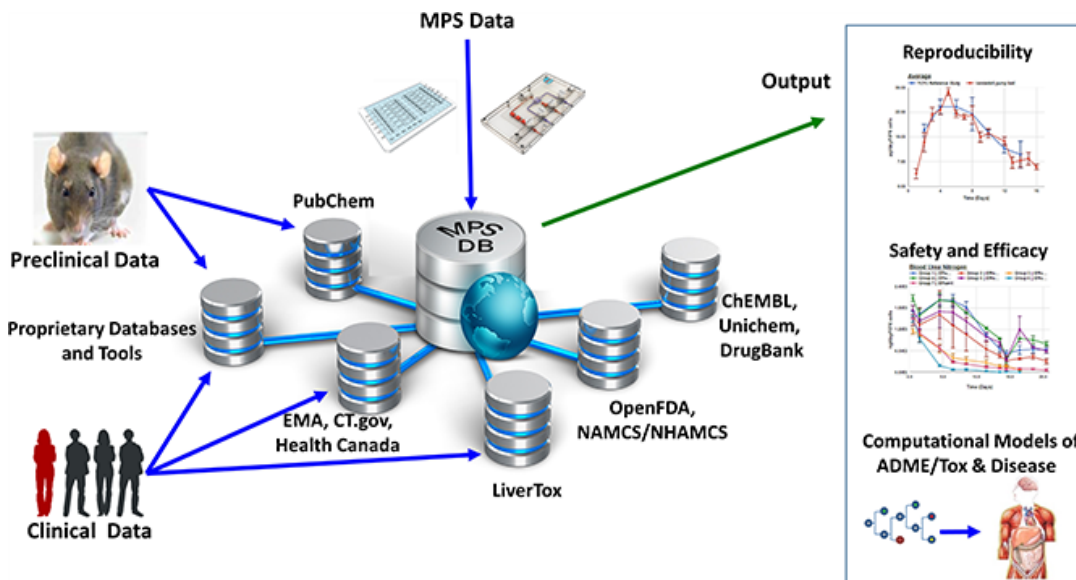 MPS Data
Output
PubChem
MPS
DB
Preclinical Data
Proprietary Databases
and Tools
ChEMBL,
Unichem,
DrugBank
EMA, CT.gov,
Health Canada
OpenFDA,
NAMCS/NHAMCS
LiverTox
Clinical Data
Reproducibility
Average
Time (Days)
Safety and Efficacy
Blood Urea Nitrogen
Time (Days)
Computational Models of
ADME/Tox & Disease